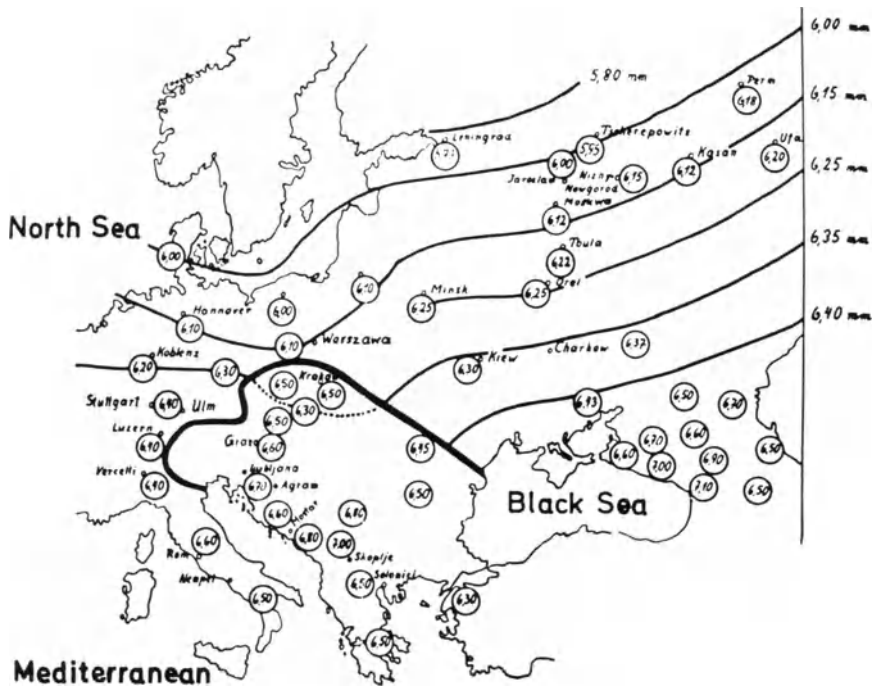 6,00 mm
5,80 mm
Perm
6,18
6,15 mm
Leningrad
Tscherepowitz
5,55
Ufa
6,20
Kasan
6,12
6,00
Jaroslaw
Nizhny
Nowgorod
6,15
Moskwa
6,12
6,25 mm
North Sea
6,00
Thula
6,22
6,35 mm
6,10
Minsk
6,25
Orel
6,25
Hannover
6,10
6,00
6,40 mm
Warszawa
6,10
Koblenz
6,20
6,30
Kiew
6,30
Charkow
6,37
Krakau
6,50
6,50
Stuttgart
6,40
Ulm
6,30
6,43
6,50
6,70
Luzern
6,40
6,50
Graz
6,60
6,45
6,60
6,70
6,60
6,50
Vercelli
6,40
Ljubljana
6,70
Agram
6,50
Black Sea
7,00
6,90
7,10
6,50
6,60
Mostar
6,80
6,80
7,00
Skoplje
Rom
6,60
Neapel
6,50
6,50
Saloniki
6,30
6,50
Mediterranean